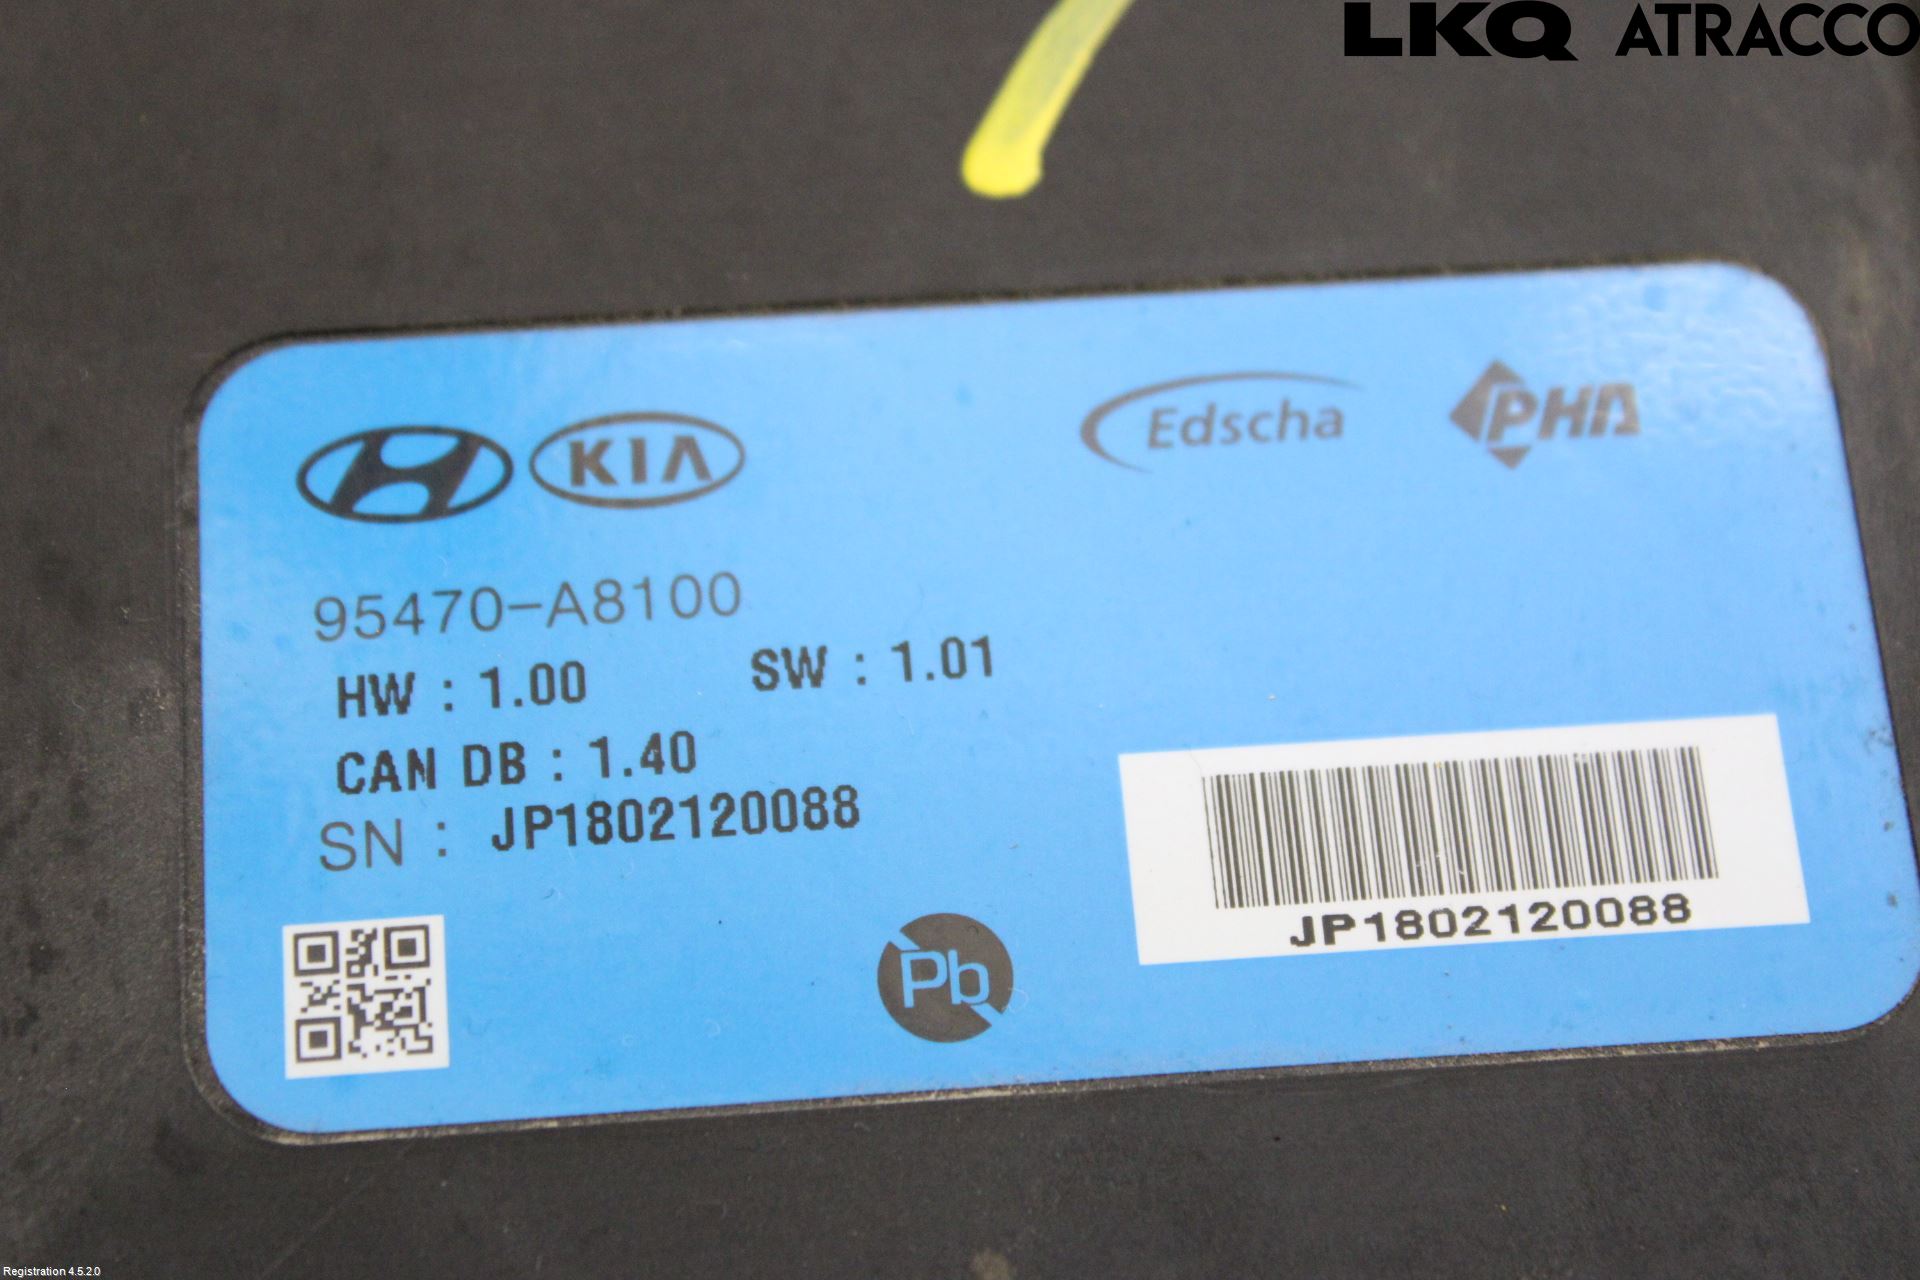 LKQ ATRACCO
KIA Edscha PHA
95470-A8100
HW : 1.00 SW : 1.01
CAN DB : 1.40
SN : JP1802120088
JP1802120088
Pb
Registration 4.5.2.0